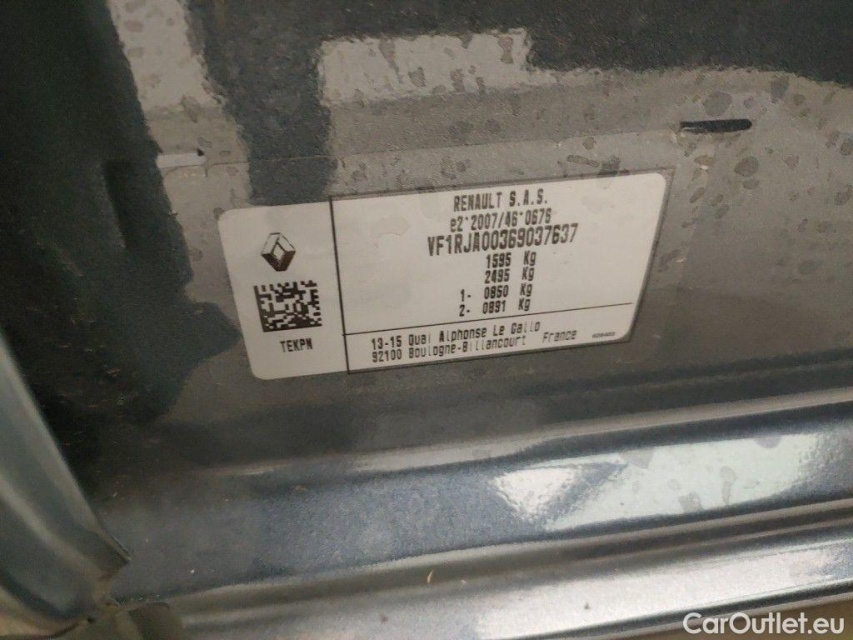 RENAULT S.A.S.
e2*2007/46*0676
VF1RJA00369037637
1595 Kg
2495 Kg
1- 0850 Kg
2- 0891 Kg
TEKPN
13-15 Quai Alphonse Le Gallo
92100 Boulogne-Billancourt France
CarOutlet.eu